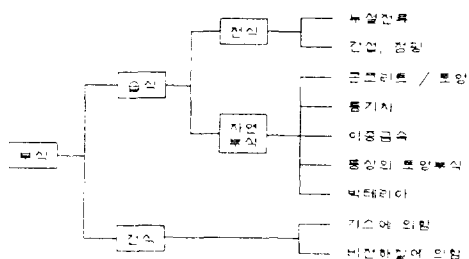 전식
누설전류
간섭, 점핑
습식
콘크리트 / 토양
통기차
자연
부식
이종금속
부식
통상의 토양부식
박테리아
건식
가스에 의함
비전해질에 의함